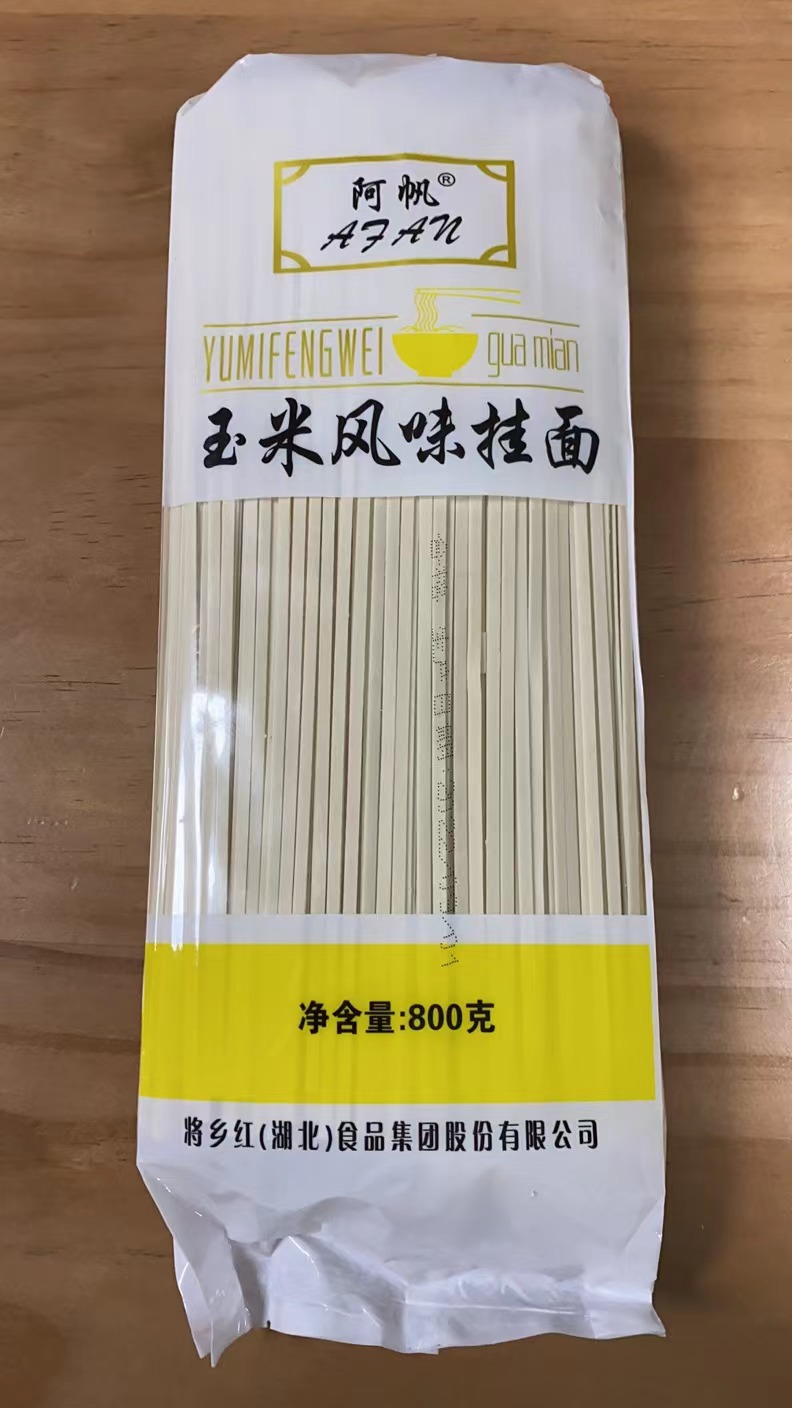 阿帆®
AFAN
YUMIFENGWEI gua mian
玉米风味挂面
净含量:800克
将乡红(湖北)食品集团股份有限公司